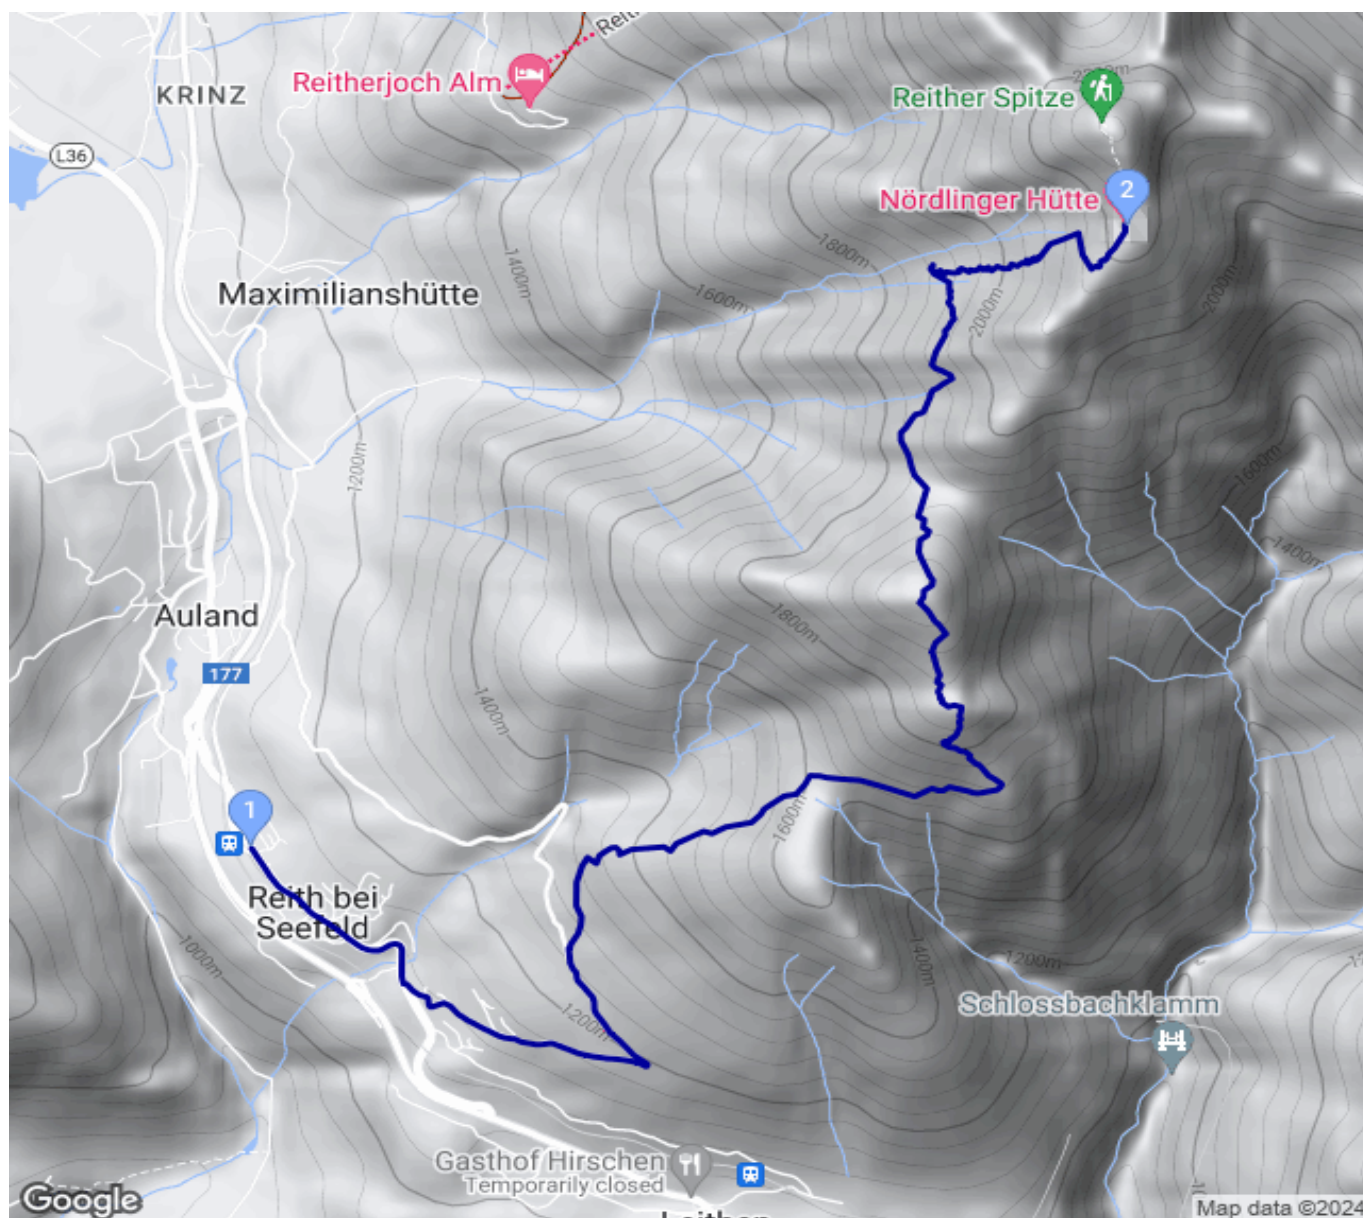 Reit
Reitherjoch Alm
KRINZ
Reither Spitze
L36
2
Nördlinger Hütte
1400m
1800m
2000m
Maximilianshütte
1600m
2000m
1200m
1600m
1400m
Auland
1800m
177
1400m
1
1600m
Reith bei
Seefeld
1000m
1400m
1200m
1200m
Schlossbachklamm
Gasthof Hirschen
Temporarily closed
Google
Map data ©2024